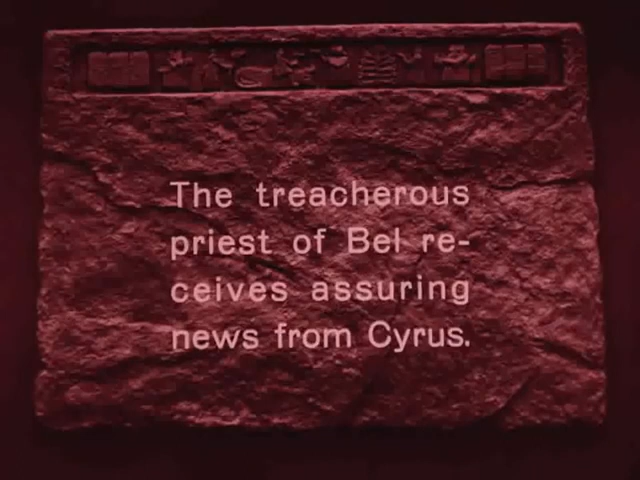 The treacherous
priest of Bel re-
ceives assuring
news from Cyrus.